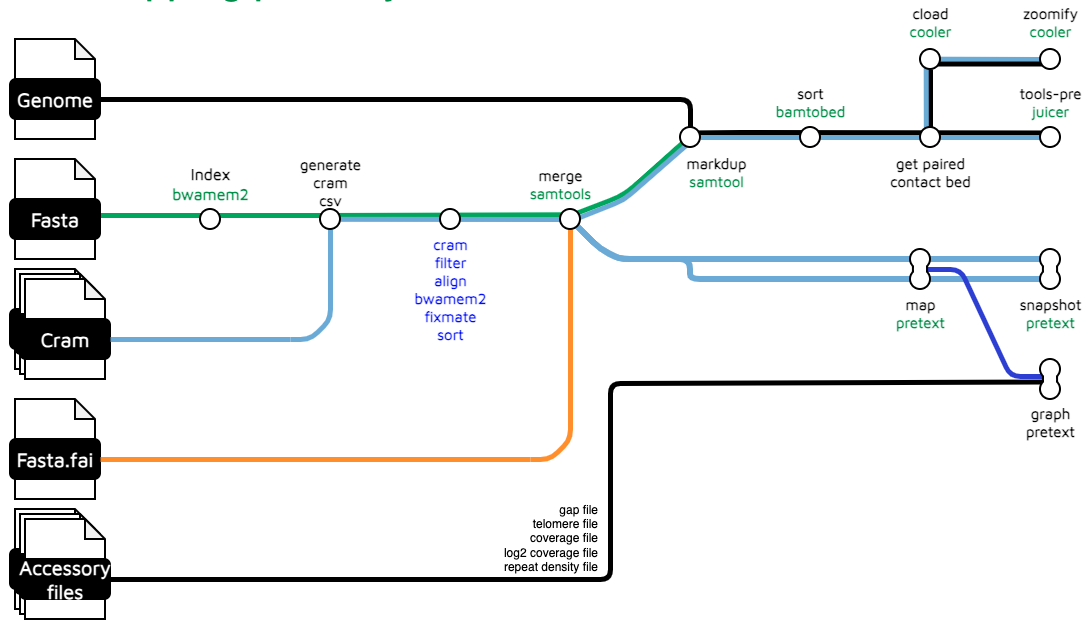 cload
cooler
zoomify
cooler
Genome
sort
bamtobed
tools-pre
juicer
markdup
samtool
get paired
contact bed
Fasta
Index
bwamem2
generate
cram
csv
merge
samtools
cram
filter
align
bwamem2
fixmate
sort
Cram
map
pretext
snapshot
pretext
graph
pretext
Fasta.fai
gap file
telomere file
coverage file
log2 coverage file
repeat density file
Accessory
files